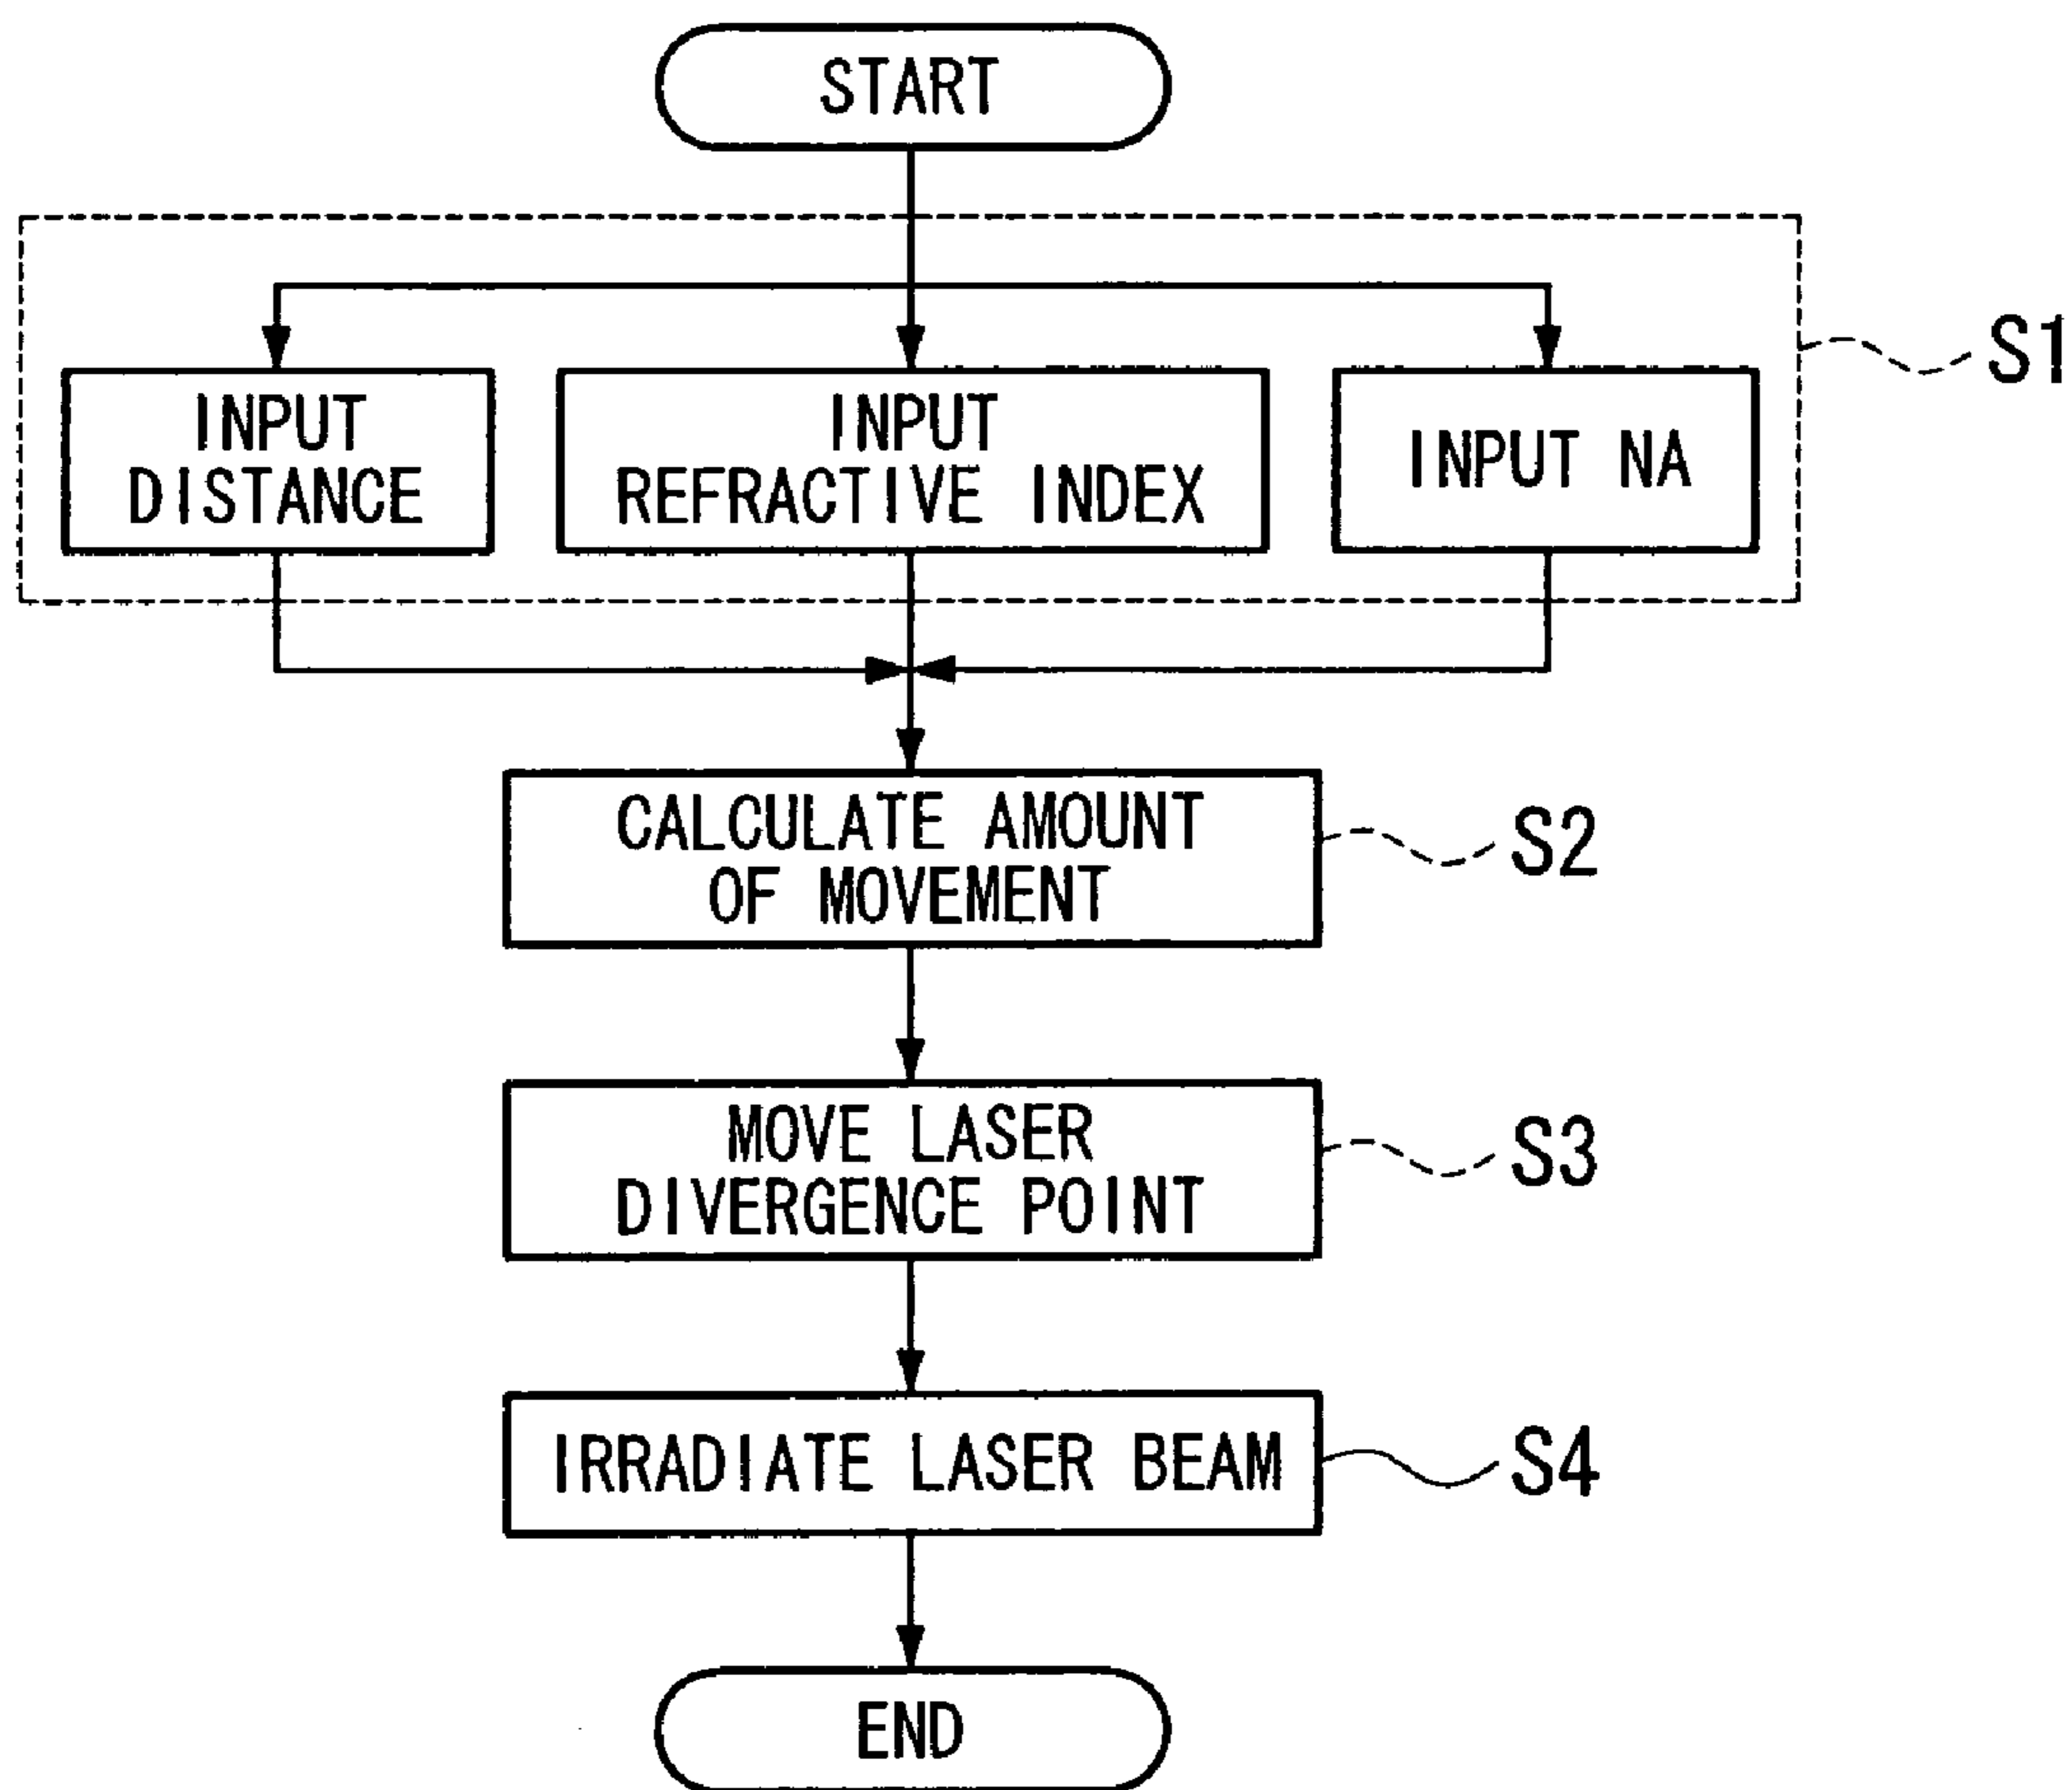 START
S1
INPUT
DISTANCE
INPUT
REFRACTIVE INDEX
INPUT NA
CALCULATE AMOUNT
OF MOVEMENT
S2
MOVE LASER
DIVERGENCE POINT
S3
IRRADIATE LASER BEAM
S4
END